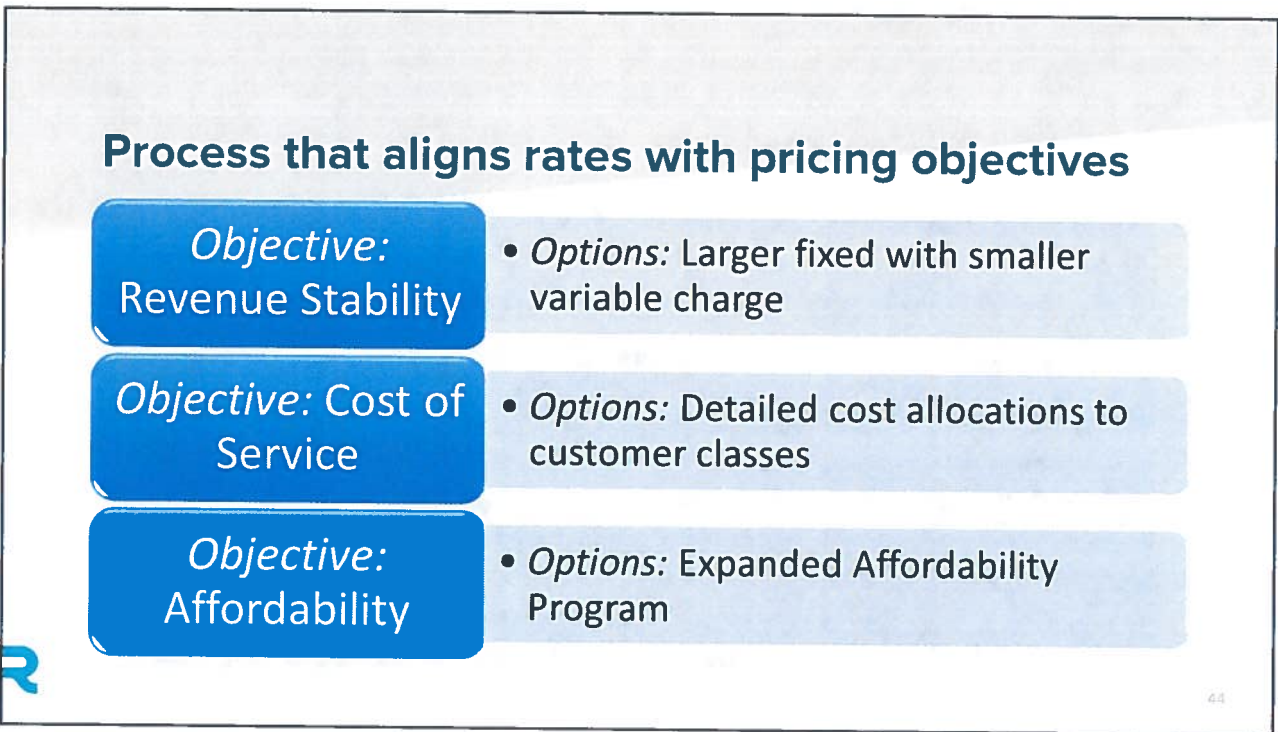 Process that aligns rates with pricing objectives
Objective:
Revenue Stability
• Options: Larger fixed with smaller
variable charge
Objective: Cost of
Service
• Options: Detailed cost allocations to
customer classes
Objective:
Affordability
• Options: Expanded Affordability
Program
R
44